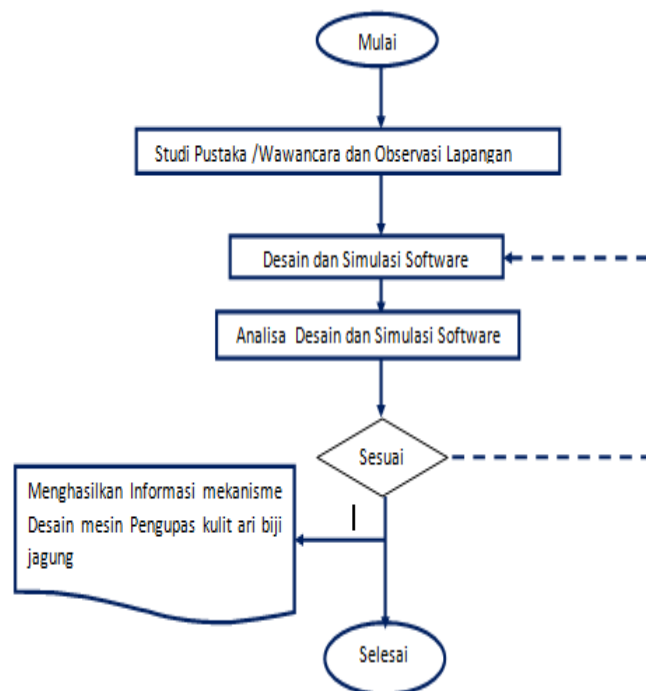 Mulai
Studi Pustaka /Wawancara dan Observasi Lapangan
Desain dan Simulasi Software
Analisa Desain dan Simulasi Software
Sesuai
Menghasilkan Informasi mekanisme
Desain mesin Pengupas kulit ari biji
jagung
I
Selesai